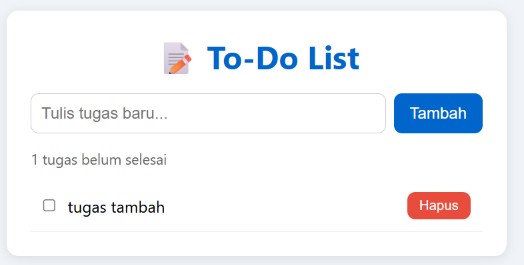 To-Do List
Tulis tugas baru...
Tambah
1 tugas belum selesai
tugas tambah
Hapus